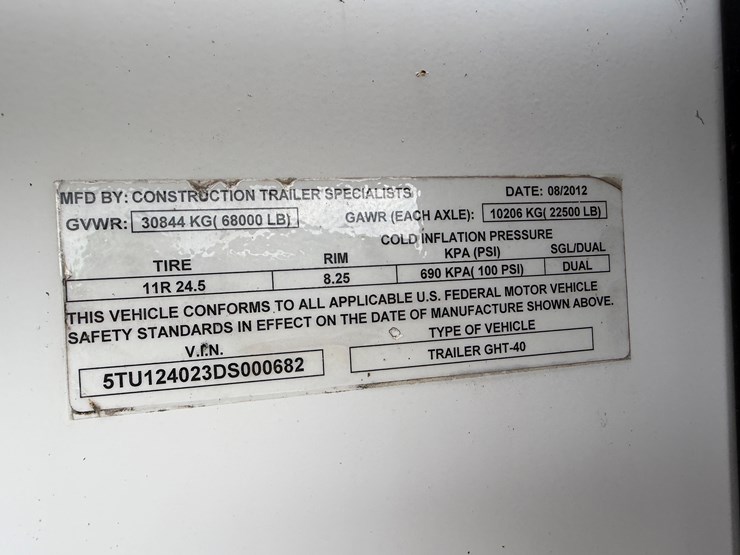 MFD BY: CONSTRUCTION TRAILER SPECIALISTS DATE: 08/2012
GVWR: 30844 KG( 68000 LB) GAWR (EACH AXLE): 10206 KG( 22500 LB)
COLD INFLATION PRESSURE
TIRE RIM KPA (PSI) SGL/DUAL
11R 24.5 8.25 690 KPA( 100 PSI) DUAL
THIS VEHICLE CONFORMS TO ALL APPLICABLE U.S. FEDERAL MOTOR VEHICLE
SAFETY STANDARDS IN EFFECT ON THE DATE OF MANUFACTURE SHOWN ABOVE.
V.I.N. TYPE OF VEHICLE
5TU124023DS000682 TRAILER GHT-40